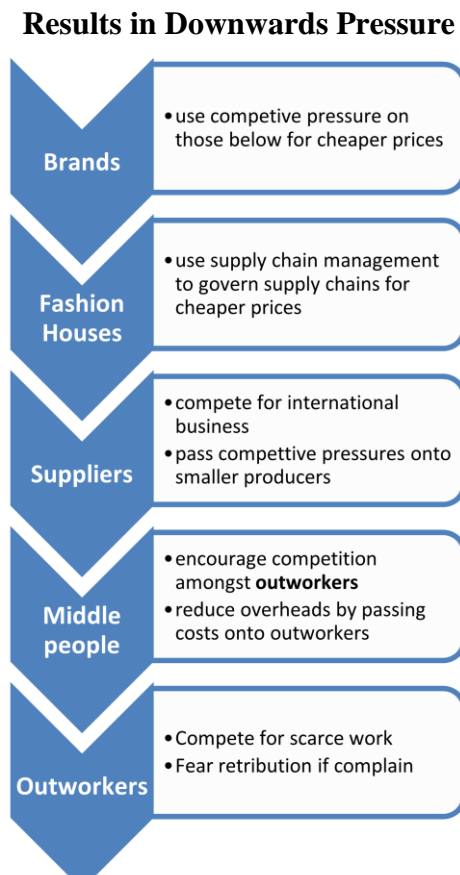 Results in Downwards Pressure
Brands
•use competive pressure on
those below for cheaper prices
Fashion
Houses
•use supply chain management
to govern supply chains for
cheaper prices
Suppliers
•compete for international
business
•pass compettive pressures onto
smaller producers
Middle
people
•encourage competition
amongst outworkers
•reduce overheads by passing
costs onto outworkers
Outworkers
•Compete for scarce work
•Fear retribution if complain